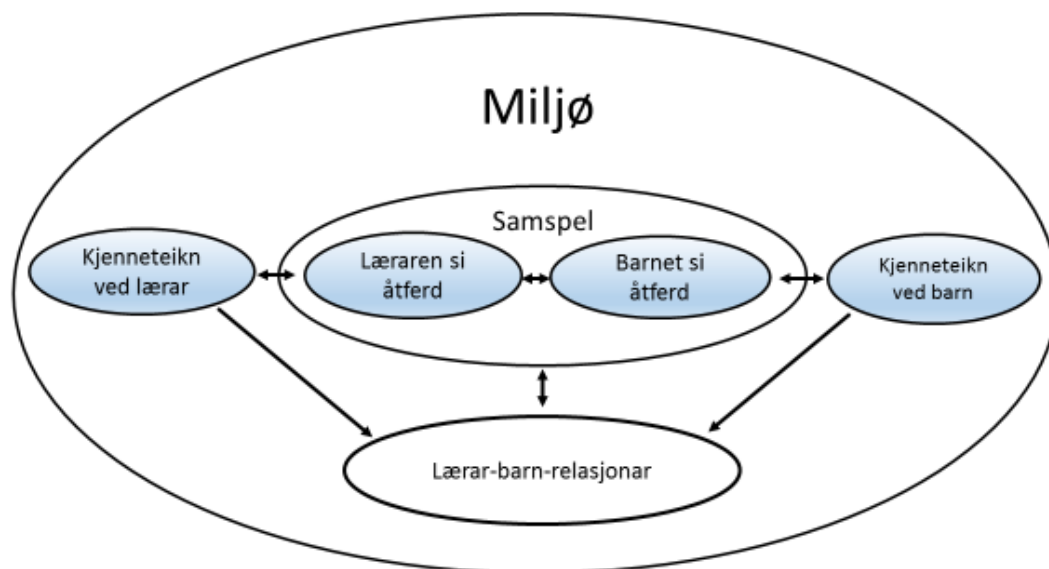 Miljø
Samspel
Kjenneteikn
ved lærar
Læraren si
åtferd
Barnet si
åtferd
Kjenneteikn
ved barn
Lærar-barn-relasjonar